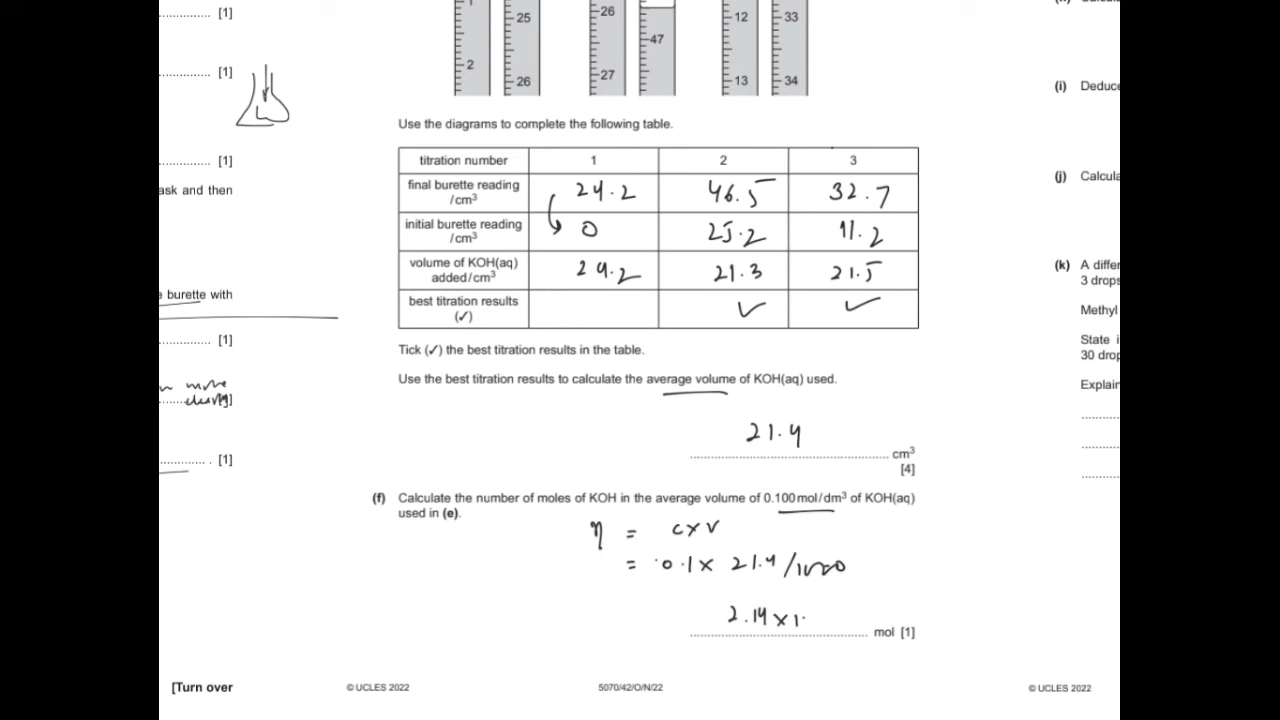 [1]
[1]
[1]
ask and then
burette with
[1]
more
clearly]
[1]
[Turn over
1
2
25
26
26
27
47
12
13
33
34
Use the diagrams to complete the following table.
titration number 1 2 3
final burette reading /cm³ 24.2 46.5 32.7
initial burette reading /cm³ 0 25.2 11.2
volume of KOH(aq) added/cm³ 24.2 21.3 21.5
best titration results (✓) ✓ ✓
Tick (✓) the best titration results in the table.
Use the best titration results to calculate the average volume of KOH(aq) used.
21.4
cm³
[4]
(f) Calculate the number of moles of KOH in the average volume of 0.100 mol/dm³ of KOH(aq)
used in (e).
n = c×v
= 0.1× 21.4/1000
2.14×1
mol [1]
© UCLES 2022
5070/42/O/N/22
(i) Deduce
(j) Calcula
(k) A differ
3 drops
Methyl
State i
30 drop
Explain
© UCLES 2022